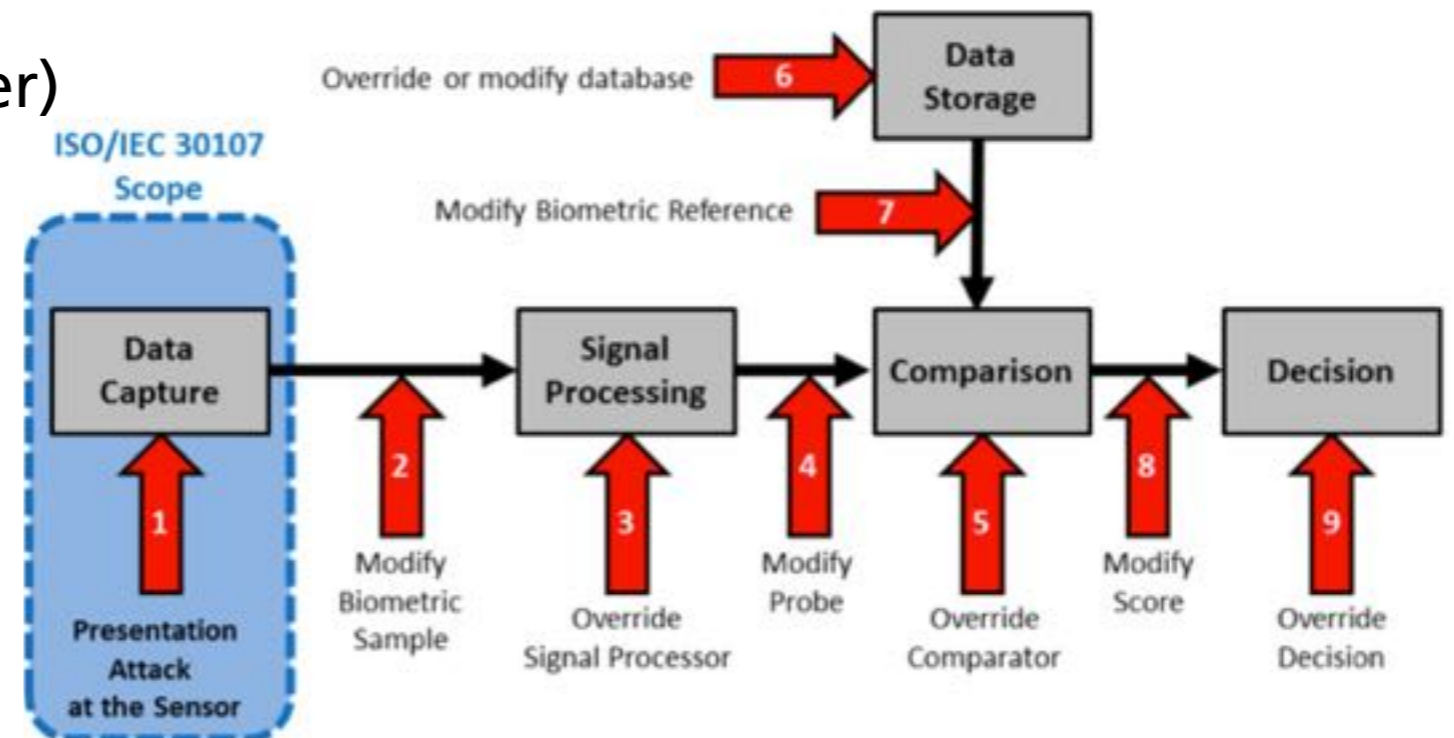 er)
ISO/IEC 30107
Scope
Override or modify database
6
Data
Storage
Modify Biometric Reference
7
Data
Capture
Signal
Processing
Comparison
Decision
1
2
3
4
5
8
9
Presentation
Attack
at the Sensor
Modify
Biometric
Sample
Override
Signal Processor
Modify
Probe
Override
Comparator
Modify
Score
Override
Decision